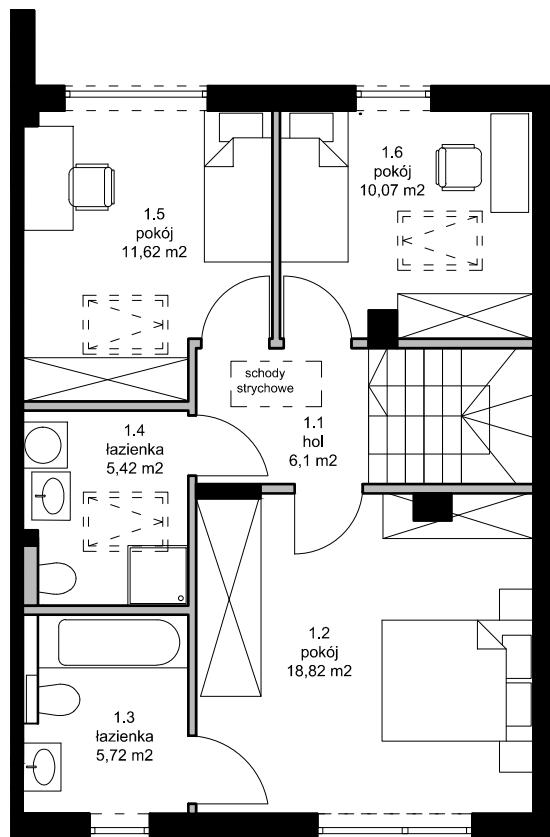 1.6
pokój
10,07 m2
1.5
pokój
11,62 m2
schody
strychowe
1.1
hol
6,1 m2
1.4
łazienka
5,42 m2
1.2
pokój
18,82 m2
1.3
łazienka
5,72 m2